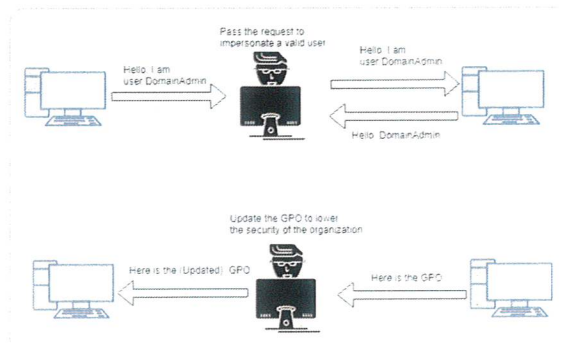 Pass the request to
impersonate a valid user
Hello. I am
user DomainAdmin
Hello. I am
user DomainAdmin
Hello. DomainAdmin
Update the GPO to lower
the security of the organization
Here is the (Updated) GPO
Here is the GPO